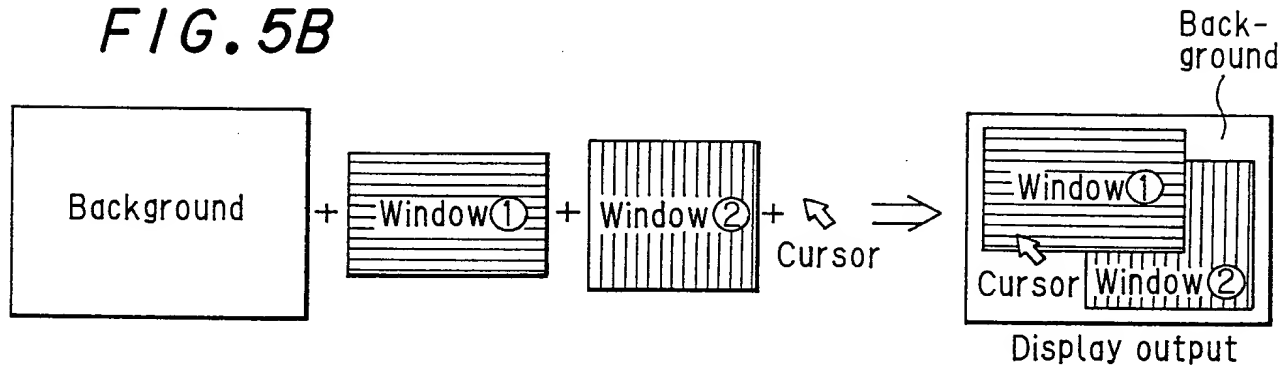 FIG. 5B
Back-
ground
Background + Window① + Window② + Cursor
Window①
Cursor
Window②
Display output